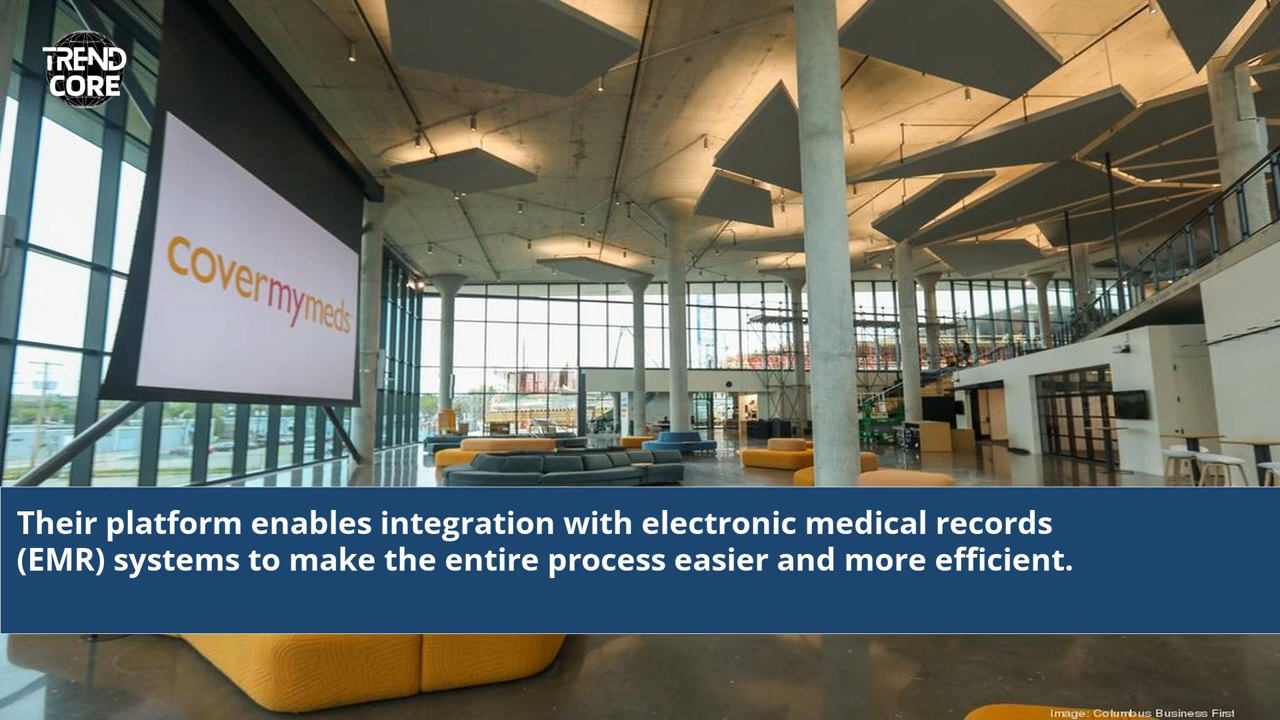 TREND
CORE
covermymeds
Their platform enables integration with electronic medical records
(EMR) systems to make the entire process easier and more efficient.
Image: Columbus Business First